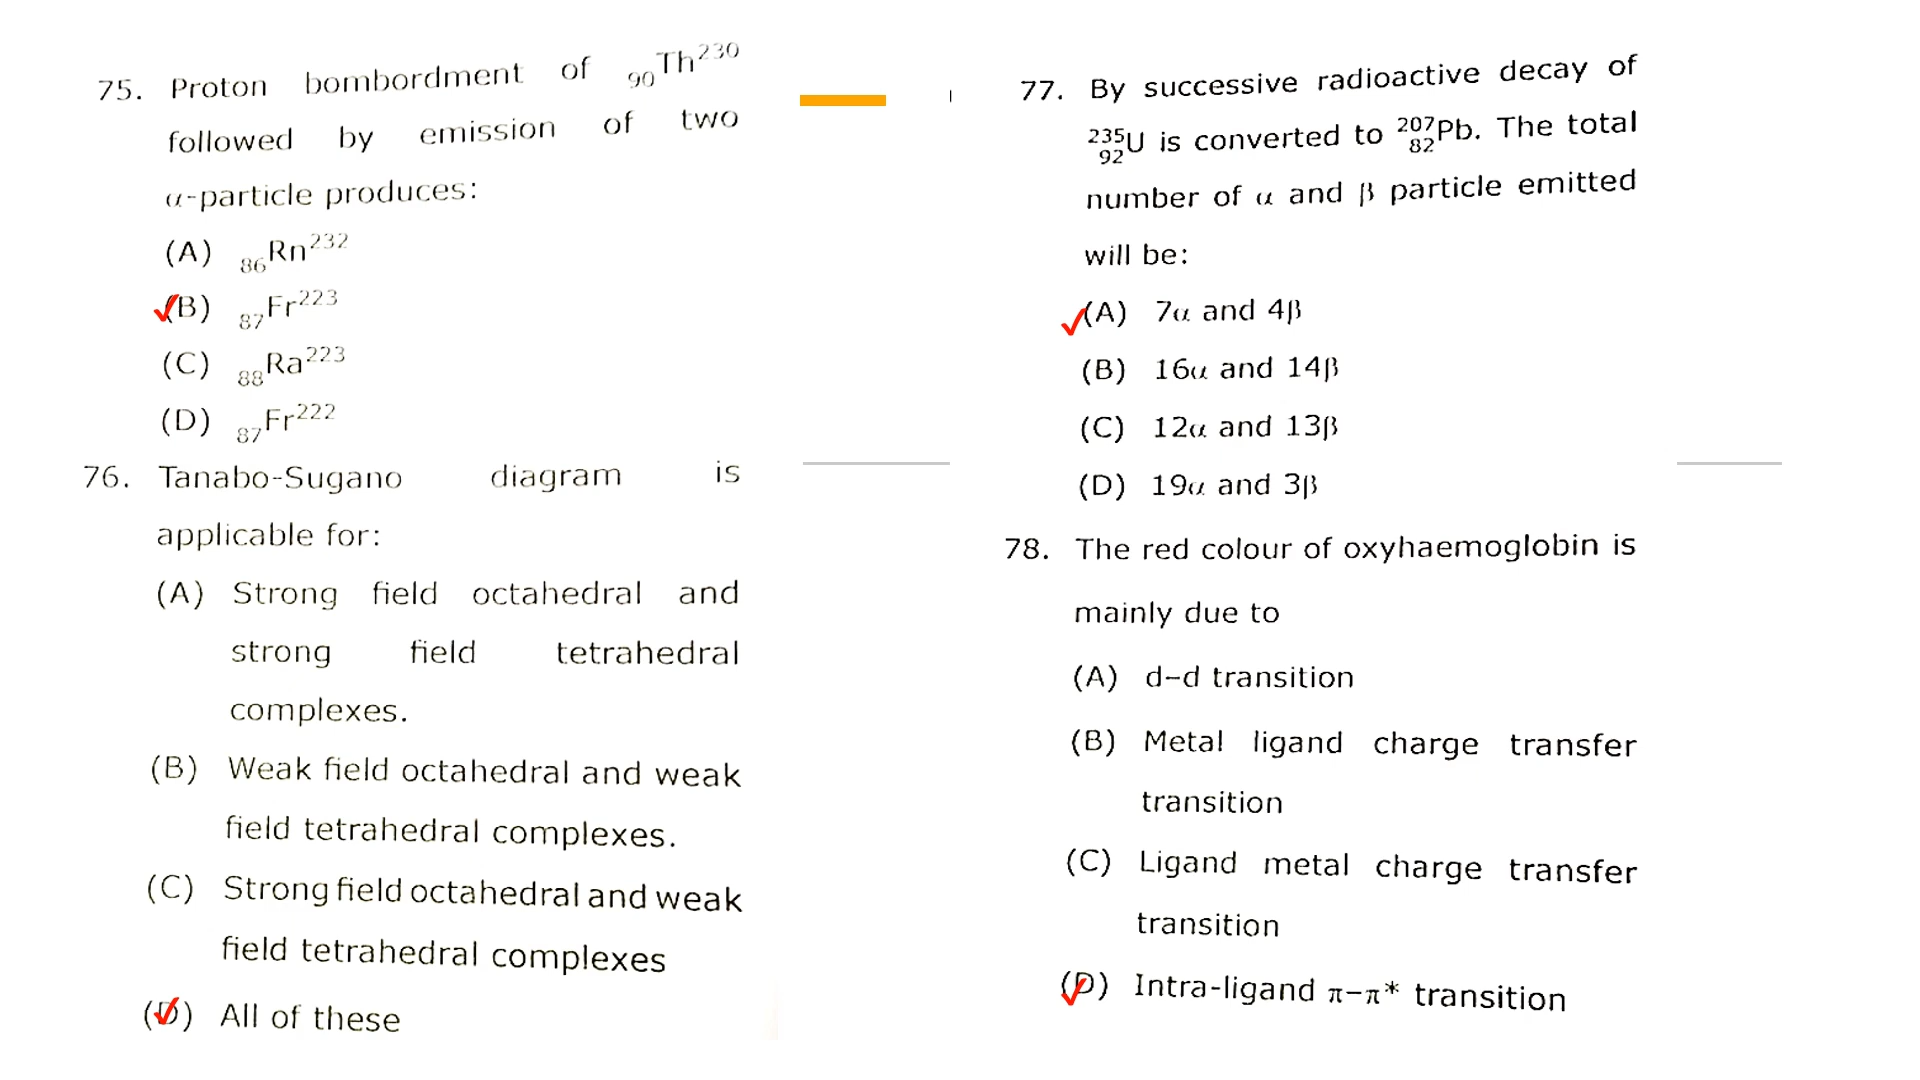 75. Proton bombordment of ₉₀Th²³⁰
followed by emission of two
α-particle produces:
(A) ₈₆Rn²³²
(B) ₈₇Fr²²³
(C) ₈₈Ra²²³
(D) ₈₇Fr²²²
76. Tanabo-Sugano diagram is
applicable for:
(A) Strong field octahedral and
strong field tetrahedral
complexes.
(B) Weak field octahedral and weak
field tetrahedral complexes.
(C) Strong field octahedral and weak
field tetrahedral complexes
(D) All of these
77. By successive radioactive decay of
²³⁵₉₂U is converted to ²⁰⁷₈₂Pb. The total
number of α and β particle emitted
will be:
(A) 7α and 4β
(B) 16α and 14β
(C) 12α and 13β
(D) 19α and 3β
78. The red colour of oxyhaemoglobin is
mainly due to
(A) d–d transition
(B) Metal ligand charge transfer
transition
(C) Ligand metal charge transfer
transition
(D) Intra-ligand π–π* transition